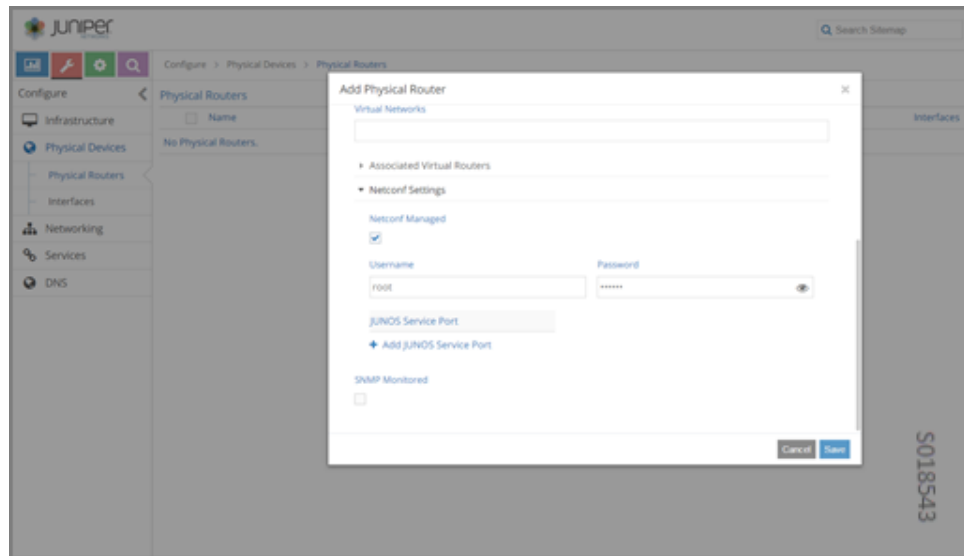 JUNIPEr
NETWORKS
Search Sitemap
Configure > Physical Devices > Physical Routers
Configure
Physical Routers
Name
Interfaces
No Physical Routers.
Infrastructure
Physical Devices
Physical Routers
Interfaces
Networking
Services
DNS
Add Physical Router
Virtual Networks
Associated Virtual Routers
Netconf Settings
Netconf Managed
Username
Password
root
••••••
JUNOS Service Port
+ Add JUNOS Service Port
SNMP Monitored
Cancel
Save
S018543